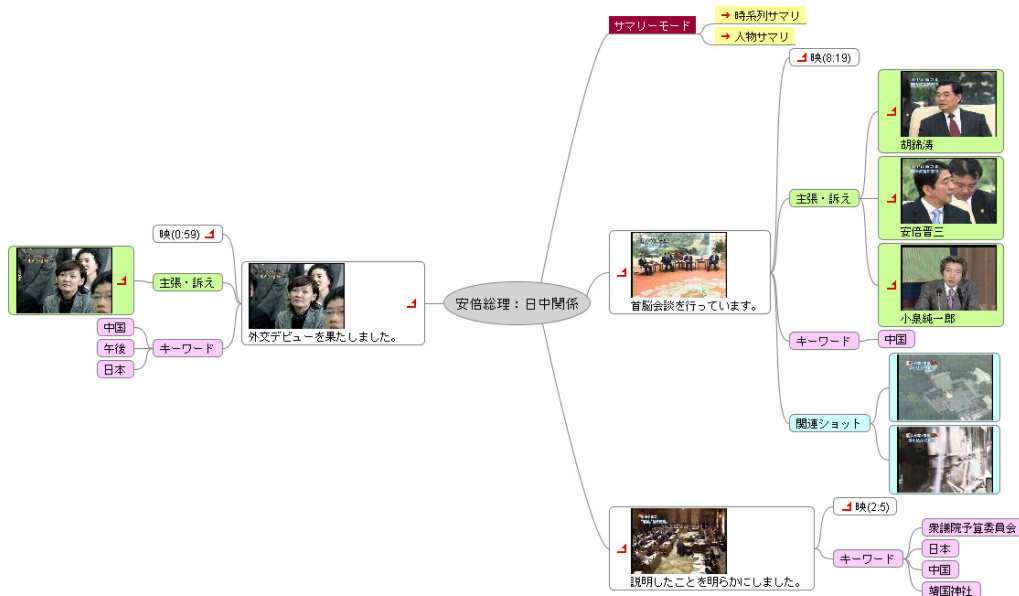 サマリーモード
時系列サマリ
人物サマリ
映(8:19)
胡錦濤
主張・訴え
安倍晋三
小泉純一郎
首脳会談を行っています。
キーワード
中国
関連ショット
安倍総理：日中関係
映(0:59)
主張・訴え
外交デビューを果たしました。
キーワード
中国
午後
日本
説明したことを明らかにしました。
映(2:5)
キーワード
衆議院予算委員会
日本
中国
靖国神社